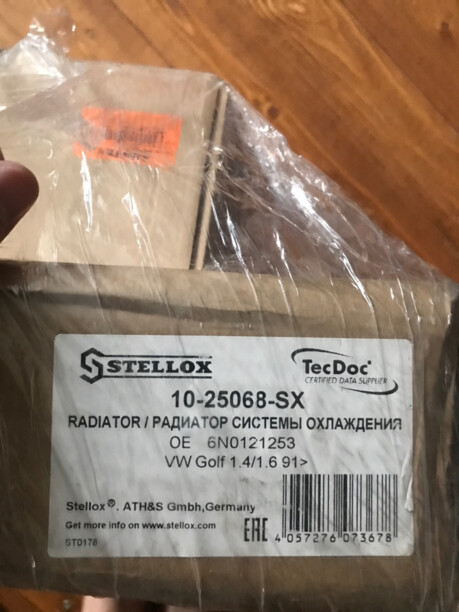 STELLOX
TecDoc®
CERTIFIED DATA SUPPLIER
10-25068-SX
RADIATOR / РАДИАТОР СИСТЕМЫ ОХЛАЖДЕНИЯ
OE 6N0121253
VW Golf 1.4/1.6 91>
Stellox®. ATH&S Gmbh,Germany
Get more info on www.stellox.com
ST0178
EAC
4 057276 073678